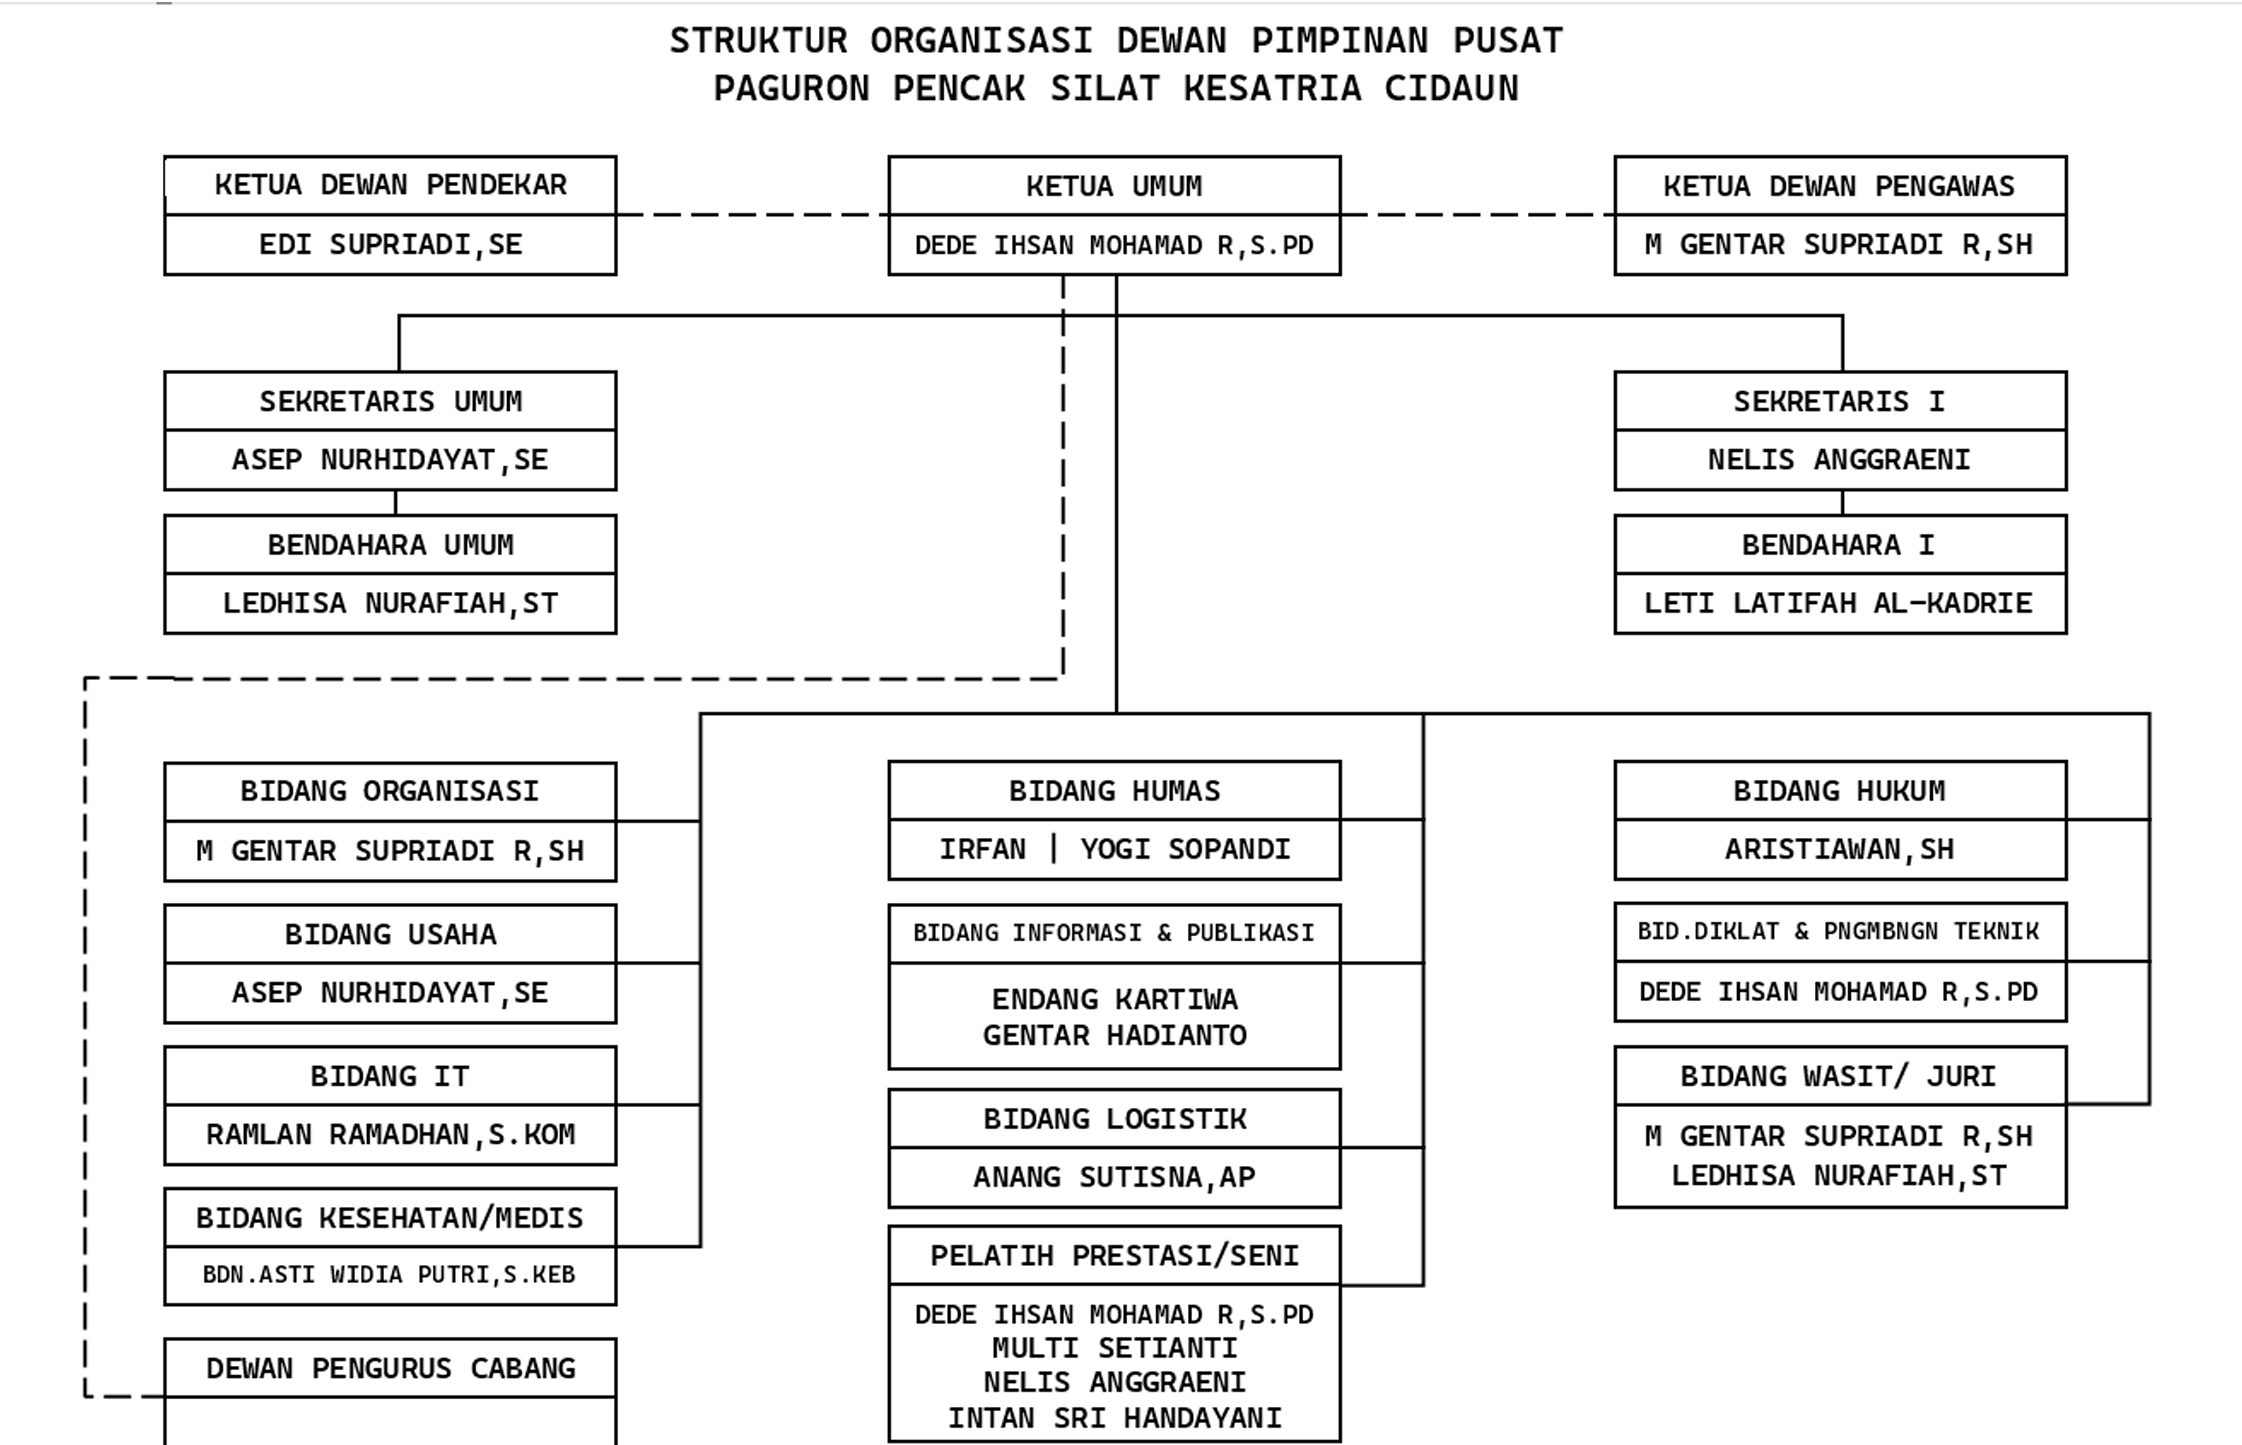 STRUKTUR ORGANISASI DEWAN PIMPINAN PUSAT
PAGURON PENCAK SILAT KESATRIA CIDAUN
KETUA DEWAN PENDEKAR
EDI SUPRIADI,SE
KETUA UMUM
DEDE IHSAN MOHAMAD R,S.PD
KETUA DEWAN PENGAWAS
M GENTAR SUPRIADI R,SH
SEKRETARIS UMUM
ASEP NURHIDAYAT,SE
SEKRETARIS I
NELIS ANGGRAENI
BENDAHARA UMUM
LEDHISA NURAFIAH,ST
BENDAHARA I
LETI LATIFAH AL-KADRIE
BIDANG ORGANISASI
M GENTAR SUPRIADI R,SH
BIDANG USAHA
ASEP NURHIDAYAT,SE
BIDANG IT
RAMLAN RAMADHAN,S.KOM
BIDANG KESEHATAN/MEDIS
BDN.ASTI WIDIA PUTRI,S.KEB
DEWAN PENGURUS CABANG
BIDANG HUMAS
IRFAN | YOGI SOPANDI
BIDANG INFORMASI & PUBLIKASI
ENDANG KARTIWA
GENTAR HADIANTO
BIDANG LOGISTIK
ANANG SUTISNA,AP
PELATIH PRESTASI/SENI
DEDE IHSAN MOHAMAD R,S.PD
MULTI SETIANTI
NELIS ANGGRAENI
INTAN SRI HANDAYANI
BIDANG HUKUM
ARISTIAWAN,SH
BID.DIKLAT & PNGMBNGN TEKNIK
DEDE IHSAN MOHAMAD R,S.PD
BIDANG WASIT/ JURI
M GENTAR SUPRIADI R,SH
LEDHISA NURAFIAH,ST